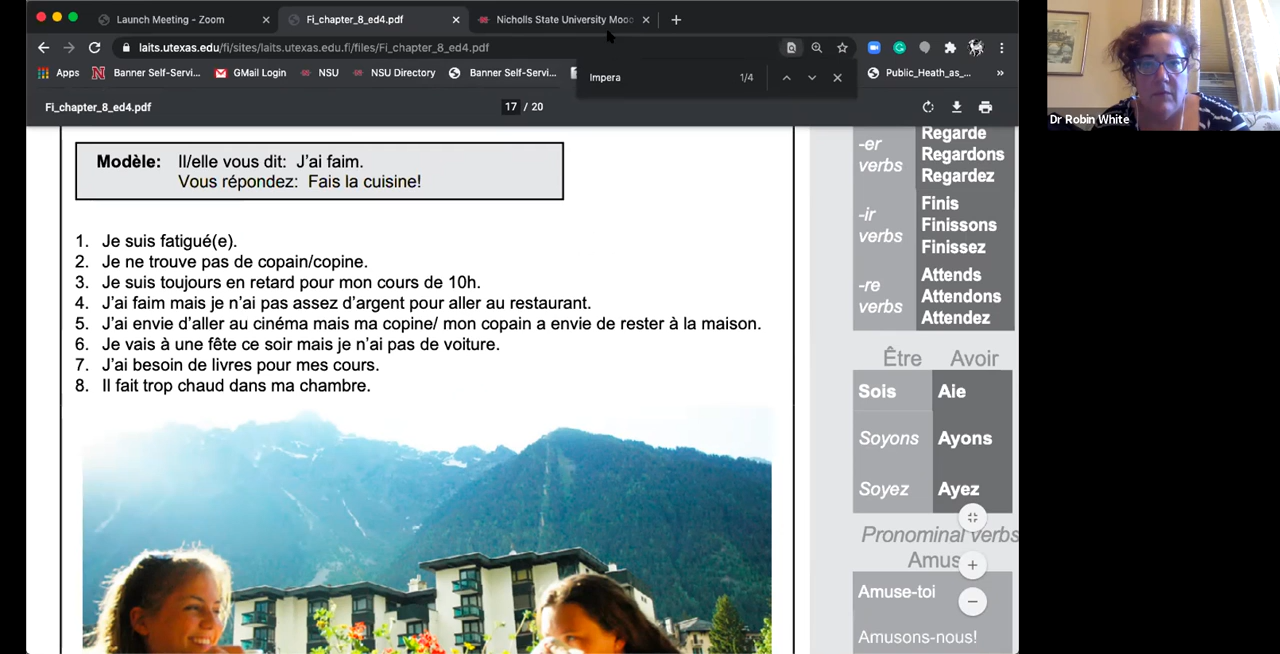 Launch Meeting - Zoom
Fi_chapter_8_ed4.pdf
Nicholls State University Mooc
laits.utexas.edu/fi/sites/laits.utexas.edu.fi/files/Fi_chapter_8_ed4.pdf
Apps
Banner Self-Servi...
GMail Login
NSU
NSU Directory
Banner Self-Servi...
Public_Heath_as_...
»
Impera
1/4
Fi_chapter_8_ed4.pdf
17 / 20
Dr Robin White
Modèle: Il/elle vous dit: J'ai faim.
Vous répondez: Fais la cuisine!
1. Je suis fatigué(e).
2. Je ne trouve pas de copain/copine.
3. Je suis toujours en retard pour mon cours de 10h.
4. J'ai faim mais je n'ai pas assez d'argent pour aller au restaurant.
5. J'ai envie d'aller au cinéma mais ma copine/ mon copain a envie de rester à la maison.
6. Je vais à une fête ce soir mais je n'ai pas de voiture.
7. J'ai besoin de livres pour mes cours.
8. Il fait trop chaud dans ma chambre.
-er
verbs
Regarde
Regardons
Regardez
-ir
verbs
Finis
Finissons
Finissez
-re
verbs
Attends
Attendons
Attendez
Être Avoir
Sois Aie
Soyons Ayons
Soyez Ayez
Pronominal verbs
Amus
Amuse-toi
Amusons-nous!